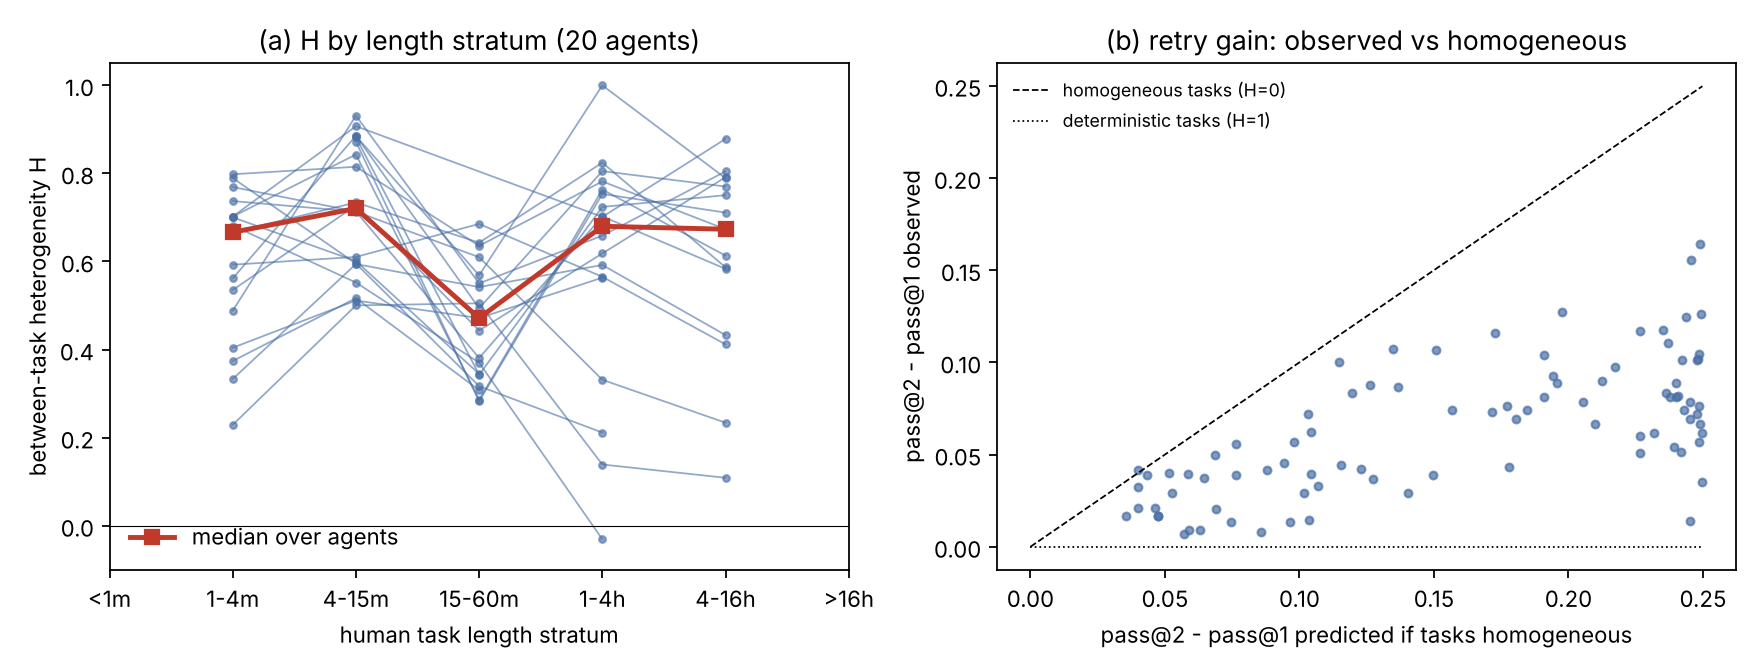 (a) H by length stratum (20 agents)
between-task heterogeneity H
1.0
0.8
0.6
0.4
0.2
0.0
median over agents
<1m
1-4m
4-15m
15-60m
1-4h
4-16h
>16h
human task length stratum
(b) retry gain: observed vs homogeneous
pass@2 - pass@1 observed
0.25
0.20
0.15
0.10
0.05
0.00
homogeneous tasks (H=0)
deterministic tasks (H=1)
0.00
0.05
0.10
0.15
0.20
0.25
pass@2 - pass@1 predicted if tasks homogeneous